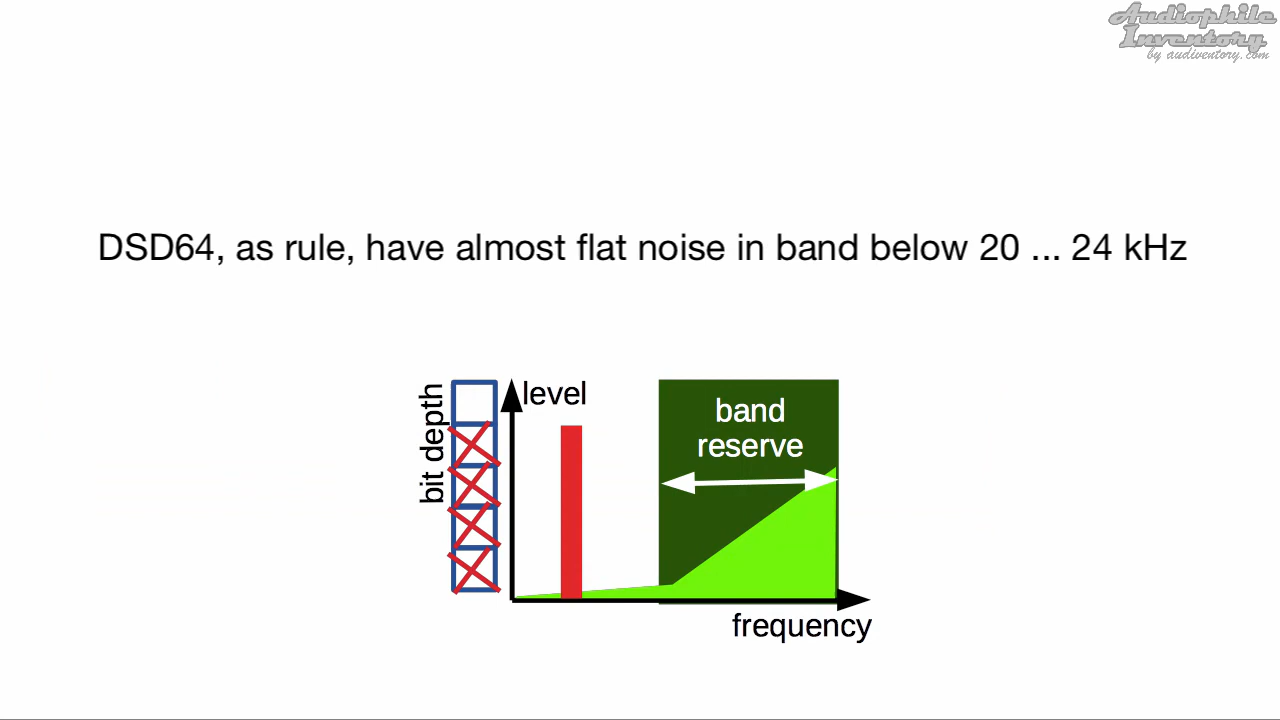 Audiophile
Inventory
by audiventory.com
DSD64, as rule, have almost flat noise in band below 20 ... 24 kHz
bit depth
level
band
reserve
frequency